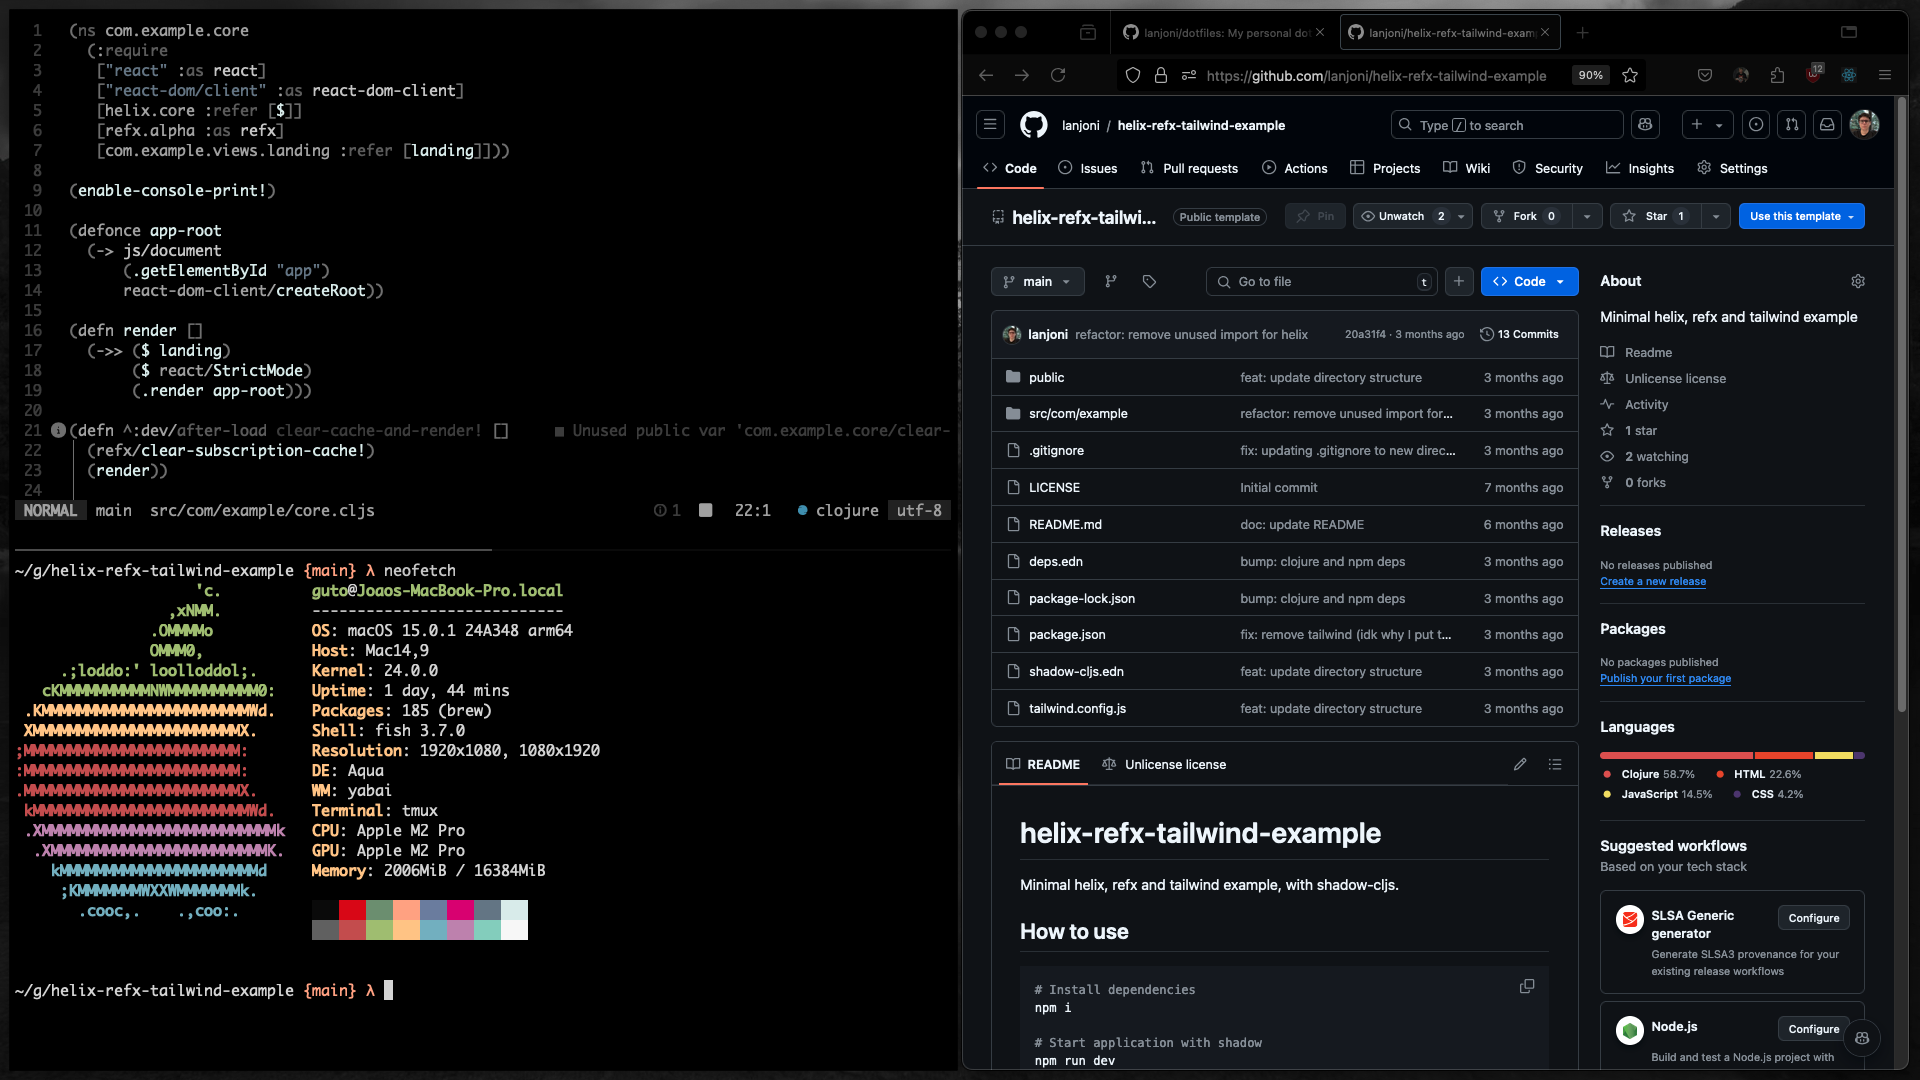 1 (ns com.example.core
2 (:require
3 ["react" :as react]
4 ["react-dom/client" :as react-dom-client]
5 [helix.core :refer [$]]
6 [refx.alpha :as refx]
7 [com.example.views.landing :refer [landing]]))
8
9 (enable-console-print!)
10
11 (defonce app-root
12 (-> js/document
13 (.getElementById "app")
14 react-dom-client/createRoot))
15
16 (defn render []
17 (->> ($ landing)
18 ($ react/StrictMode)
19 (.render app-root)))
20
21 (defn ^:dev/after-load clear-cache-and-render! [] ■ Unused public var 'com.example.core/clear-
22 (refx/clear-subscription-cache!)
23 (render))
24
NORMAL main src/com/example/core.cljs 1 22:1 clojure utf-8
~/g/helix-refx-tailwind-example {main} λ neofetch
'c.
,xNMM.
.OMMMMo
OMMM0,
.;loddo:' loolloddol;.
cKMMMMMMMMMMNWMMMMMMMMMM0:
.KMMMMMMMMMMMMMMMMMMMMMMMWd.
XMMMMMMMMMMMMMMMMMMMMMMMX.
;MMMMMMMMMMMMMMMMMMMMMMMM:
:MMMMMMMMMMMMMMMMMMMMMMMM:
.MMMMMMMMMMMMMMMMMMMMMMMMX.
kMMMMMMMMMMMMMMMMMMMMMMMMWd.
.XMMMMMMMMMMMMMMMMMMMMMMMMMMk
.XMMMMMMMMMMMMMMMMMMMMMMMMK.
kMMMMMMMMMMMMMMMMMMMMMMd
;KMMMMMMMWXXWMMMMMMMk.
.cooc,. .,coo:.
guto@Joaos-MacBook-Pro.local
----------------------------
OS: macOS 15.0.1 24A348 arm64
Host: Mac14,9
Kernel: 24.0.0
Uptime: 1 day, 44 mins
Packages: 185 (brew)
Shell: fish 3.7.0
Resolution: 1920x1080, 1080x1920
DE: Aqua
WM: yabai
Terminal: tmux
CPU: Apple M2 Pro
GPU: Apple M2 Pro
Memory: 2006MiB / 16384MiB
~/g/helix-refx-tailwind-example {main} λ
lanjoni/dotfiles: My personal do
lanjoni/helix-refx-tailwind-exam
https://github.com/lanjoni/helix-refx-tailwind-example 90% 12
lanjoni / helix-refx-tailwind-example Type / to search
Code Issues Pull requests Actions Projects Wiki Security Insights Settings
helix-refx-tailwi... Public template Pin Unwatch 2 Fork 0 Star 1 Use this template
main Go to file t Code
lanjoni refactor: remove unused import for helix 20a31f4 · 3 months ago 13 Commits
public feat: update directory structure 3 months ago
src/com/example refactor: remove unused import for... 3 months ago
.gitignore fix: updating .gitignore to new direc... 3 months ago
LICENSE Initial commit 7 months ago
README.md doc: update README 6 months ago
deps.edn bump: clojure and npm deps 3 months ago
package-lock.json bump: clojure and npm deps 3 months ago
package.json fix: remove tailwind (idk why I put t... 3 months ago
shadow-cljs.edn feat: update directory structure 3 months ago
tailwind.config.js feat: update directory structure 3 months ago
README Unlicense license
helix-refx-tailwind-example
Minimal helix, refx and tailwind example, with shadow-cljs.
How to use
# Install dependencies
npm i
# Start application with shadow
npm run dev
About
Minimal helix, refx and tailwind example
Readme
Unlicense license
Activity
1 star
2 watching
0 forks
Releases
No releases published
Create a new release
Packages
No packages published
Publish your first package
Languages
Clojure 58.7% HTML 22.6%
JavaScript 14.5% CSS 4.2%
Suggested workflows
Based on your tech stack
SLSA Generic generator Configure
Generate SLSA3 provenance for your
existing release workflows
Node.js Configure
Build and test a Node.js project with